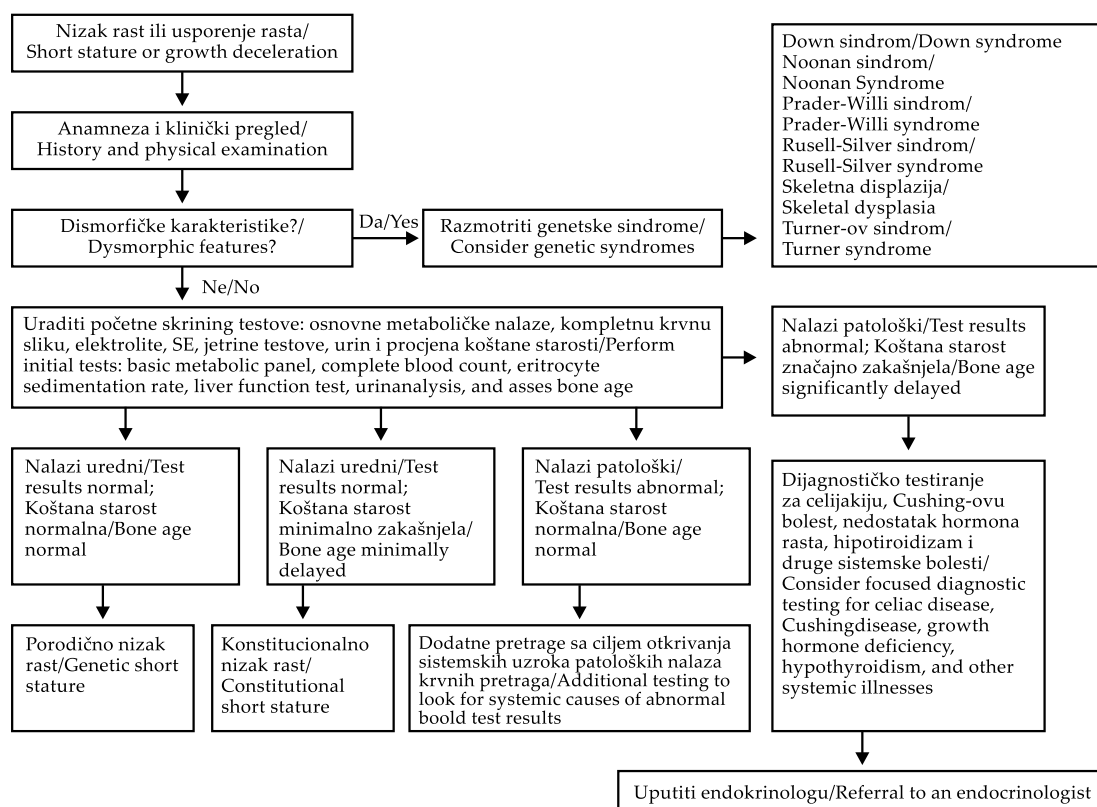 Nizak rast ili usporenje rasta/
Short stature or growth deceleration
Anamneza i klinički pregled/
History and physical examination
Dismorfičke karakteristike?/
Dysmorphic features?
Da/Yes
Razmotriti genetske sindrome/
Consider genetic syndromes
Down sindrom/Down syndrome
Noonan sindrom/
Noonan Syndrome
Prader-Willi sindrom/
Prader-Willi syndrome
Rusell-Silver sindrom/
Rusell-Silver syndrome
Skeletna displazija/
Skeletal dysplasia
Turner-ov sindrom/
Turner syndrome
Ne/No
Uraditi početne skrining testove: osnovne metaboličke nalaze, kompletnu krvnu
sliku, elektrolite, SE, jetrine testove, urin i procjena koštane starosti/Perform
initial tests: basic metabolic panel, complete blood count, eritrocyte
sedimentation rate, liver function test, urinanalysis, and asses bone age
Nalazi patološki/Test results
abnormal; Koštana starost
značajno zakašnjela/Bone age
significantly delayed
Nalazi uredni/Test
results normal;
Koštana starost
normalna/Bone age
normal
Nalazi uredni/Test
results normal;
Koštana starost
minimalno zakašnjela/
Bone age minimally
delayed
Nalazi patološki/
Test results abnormal;
Koštana starost
normalna/Bone age
normal
Dijagnostičko testiranje
za celijakiju, Cushing-ovu
bolest, nedostatak hormona
rasta, hipotiroidizam i
druge sistemske bolesti/
Consider focused diagnostic
testing for celiac disease,
Cushingdisease, growth
hormone deficiency,
hypothyroidism, and other
systemic illnesses
Porodično nizak
rast/Genetic short
stature
Konstitucionalno
nizak rast/
Constitutional
short stature
Dodatne pretrage sa ciljem otkrivanja
sistemskih uzroka patoloških nalaza
krvnih pretraga/Additional testing to
look for systemic causes of abnormal
boold test results
Uputiti endokrinologu/Referral to an endocrinologist